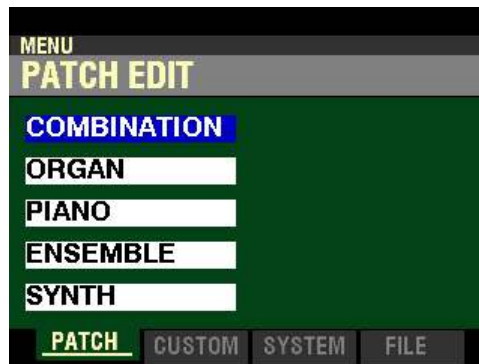 MENU
PATCH EDIT
COMBINATION
ORGAN
PIANO
ENSEMBLE
SYNTH
PATCH CUSTOM SYSTEM FILE